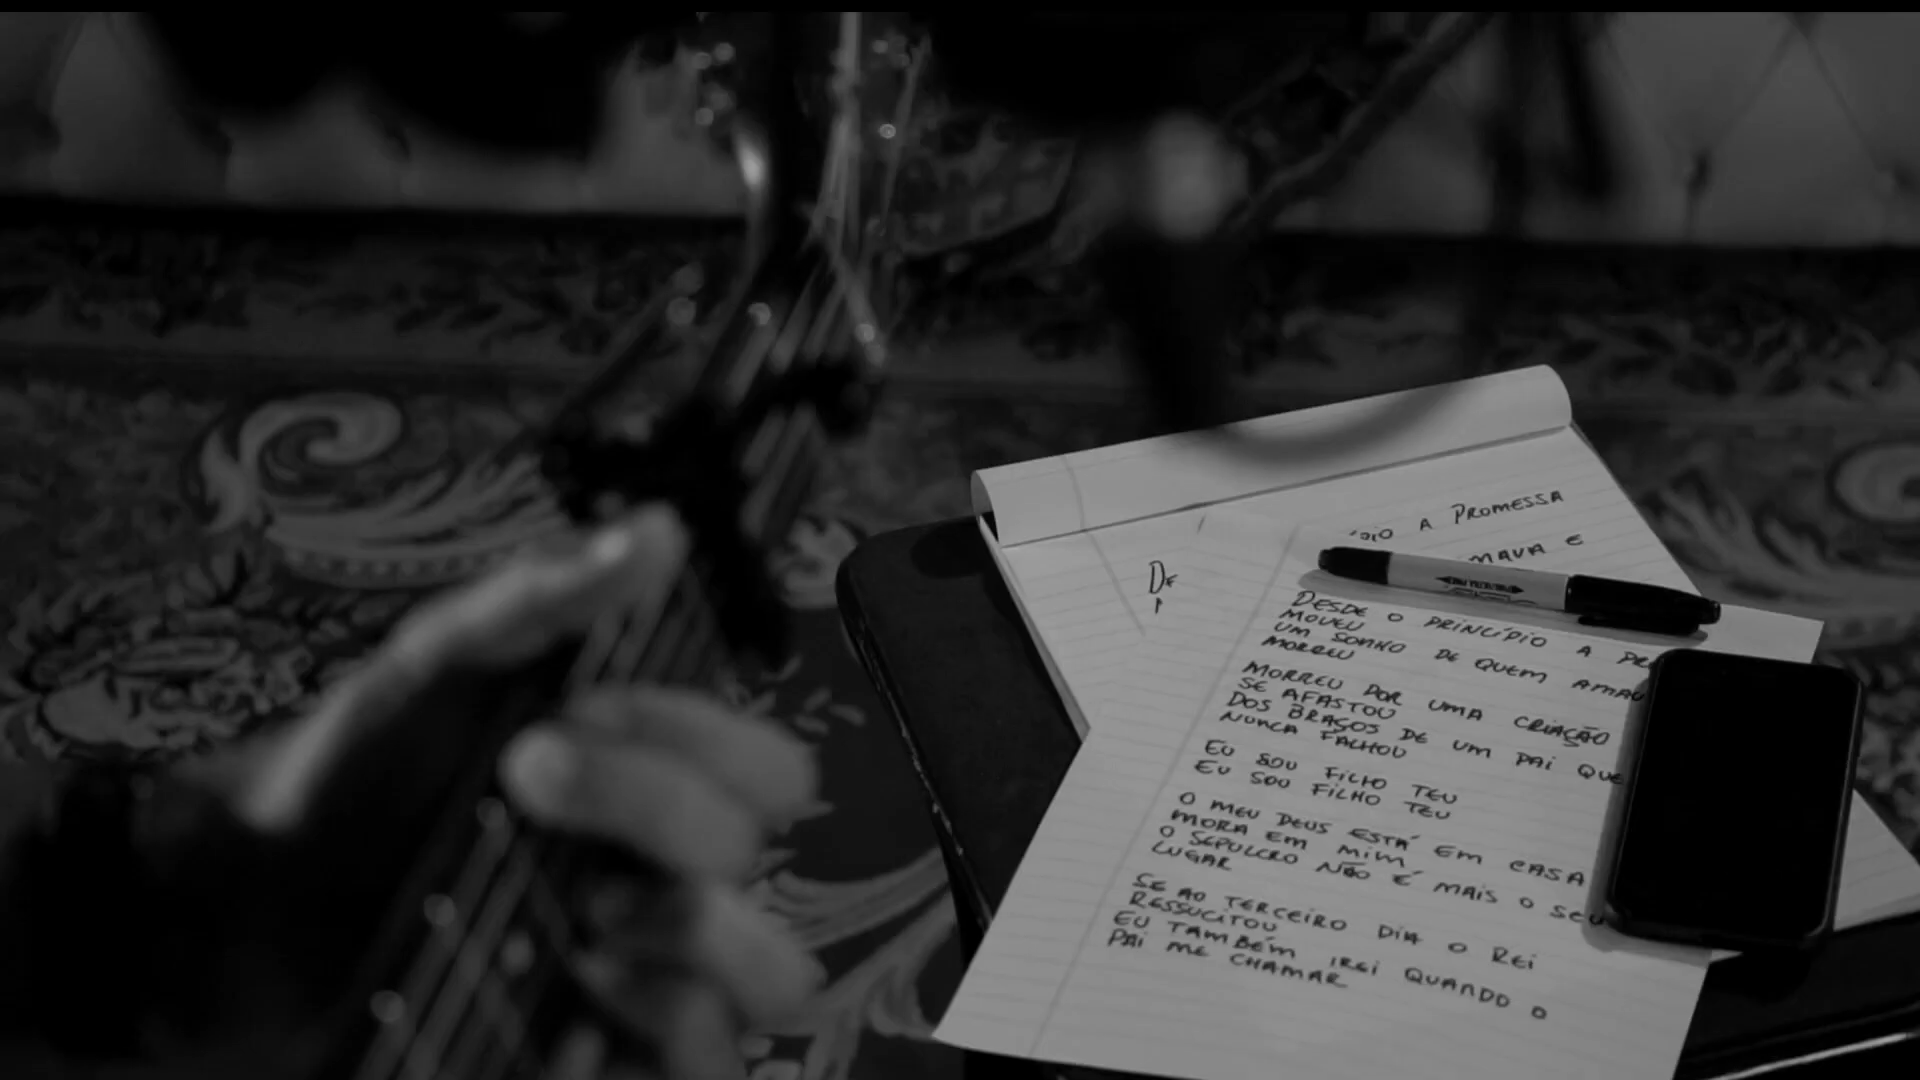 A PROMESSA
MAVA E
DE
DESDE O PRINCÍPIO A
MOVEU
UM SONHO DE QUEM AMAV
MORREU
MORREU POR UMA CRIAÇÃO
SE AFASTOU
DOS BRAÇOS DE UM PAI QUE
NUNCA FALHOU
EU SOU FILHO TEU
EU SOU FILHO TEU
O MEU DEUS ESTÁ EM CASA
MORA EM MIM
O SEPULCRO NÃO É MAIS O SEU
LUGAR
SE AO TERCEIRO DIA O REI
RESSUCITOU
EU TAMBÉM IREI QUANDO O
PAI ME CHAMAR